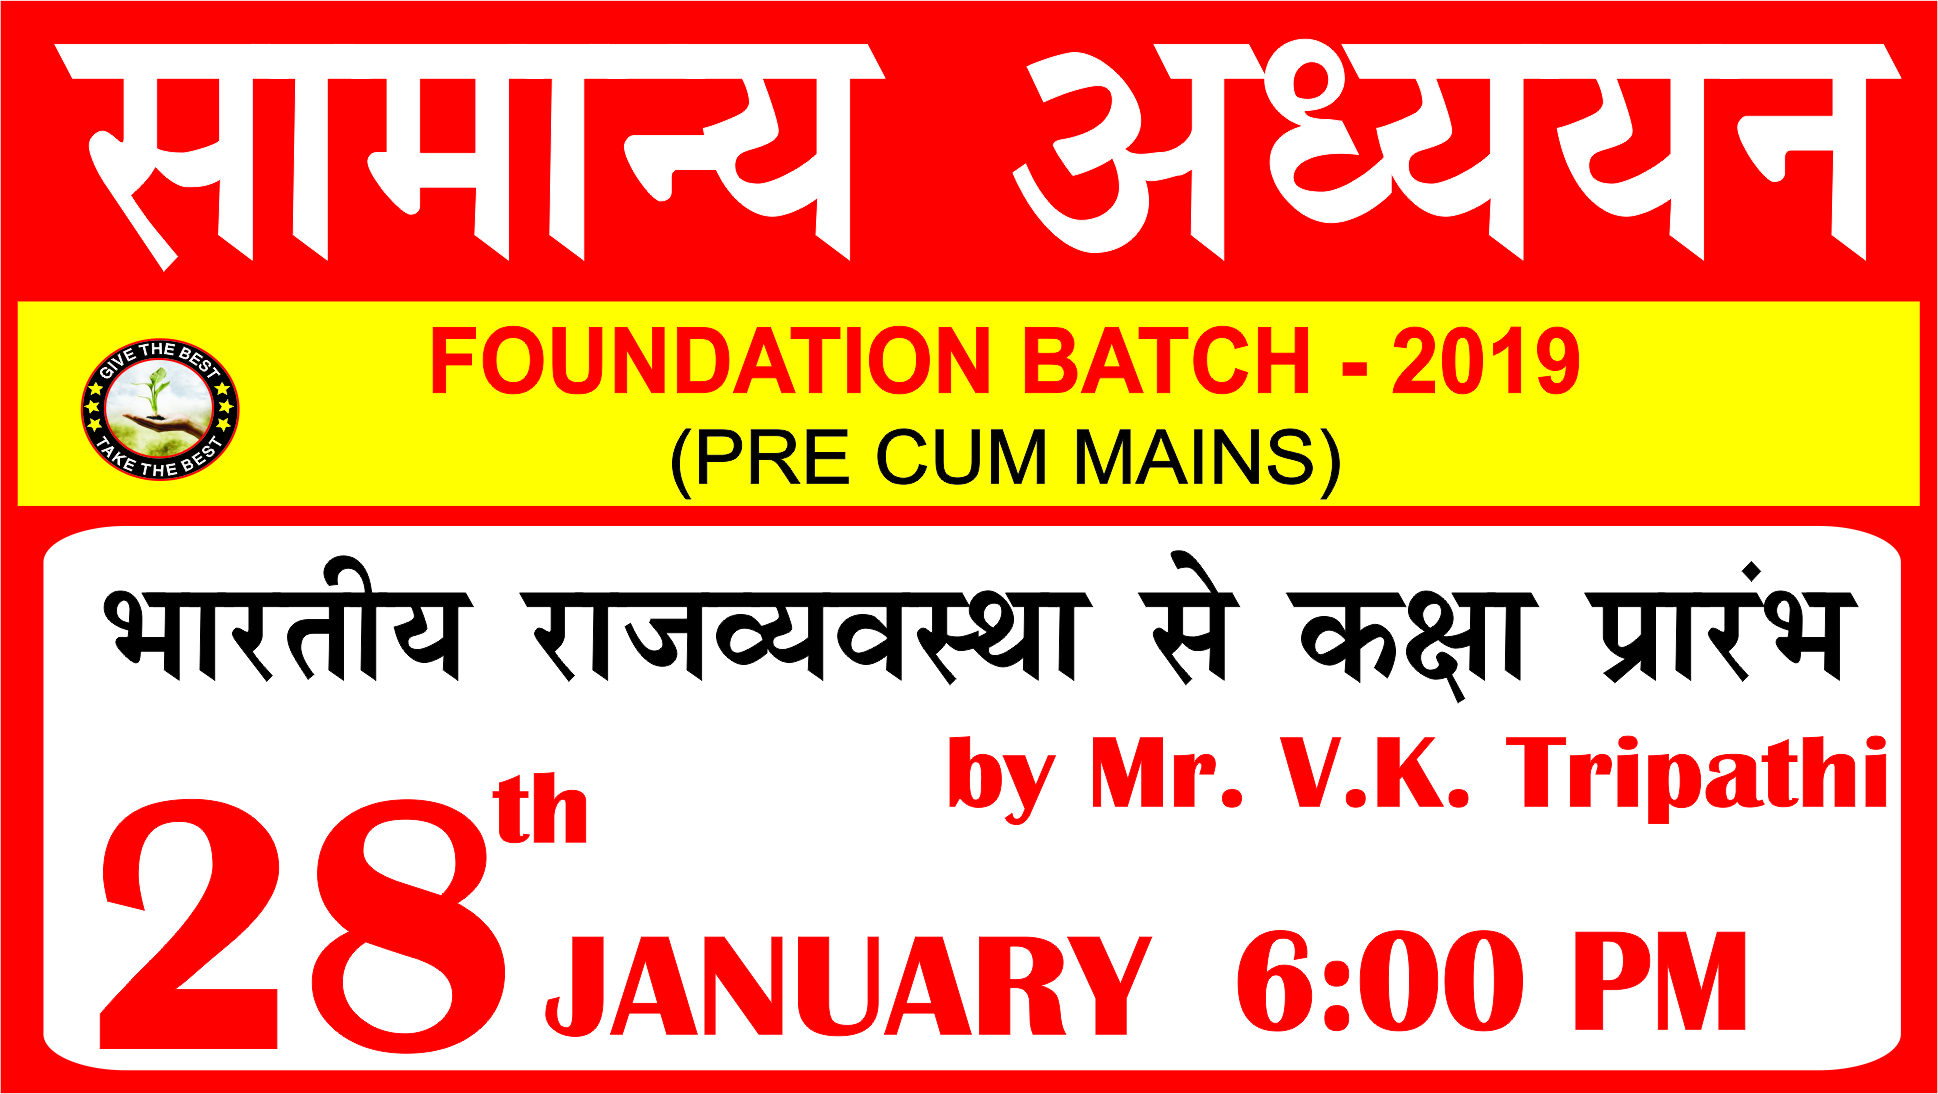 सामान्य अध्ययन
FOUNDATION BATCH - 2019
GIVE THE BEST
TAKE THE BEST
(PRE CUM MAINS)
भारतीय राजव्यवस्था से कक्षा प्रारंभ
by Mr. V.K. Tripathi
28th JANUARY 6:00 PM